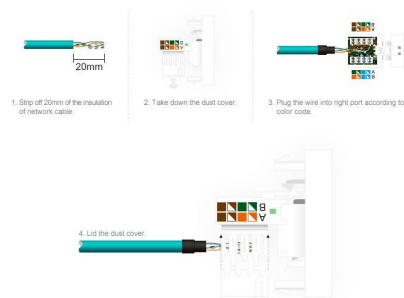 20mm
1. Strip off 20mm of the insulation
of network cable.
2. Take down the dust cover.
3. Plug the wire into right port according to
color code.
B
A
A
B
4. Lid the dust cover.
B
A